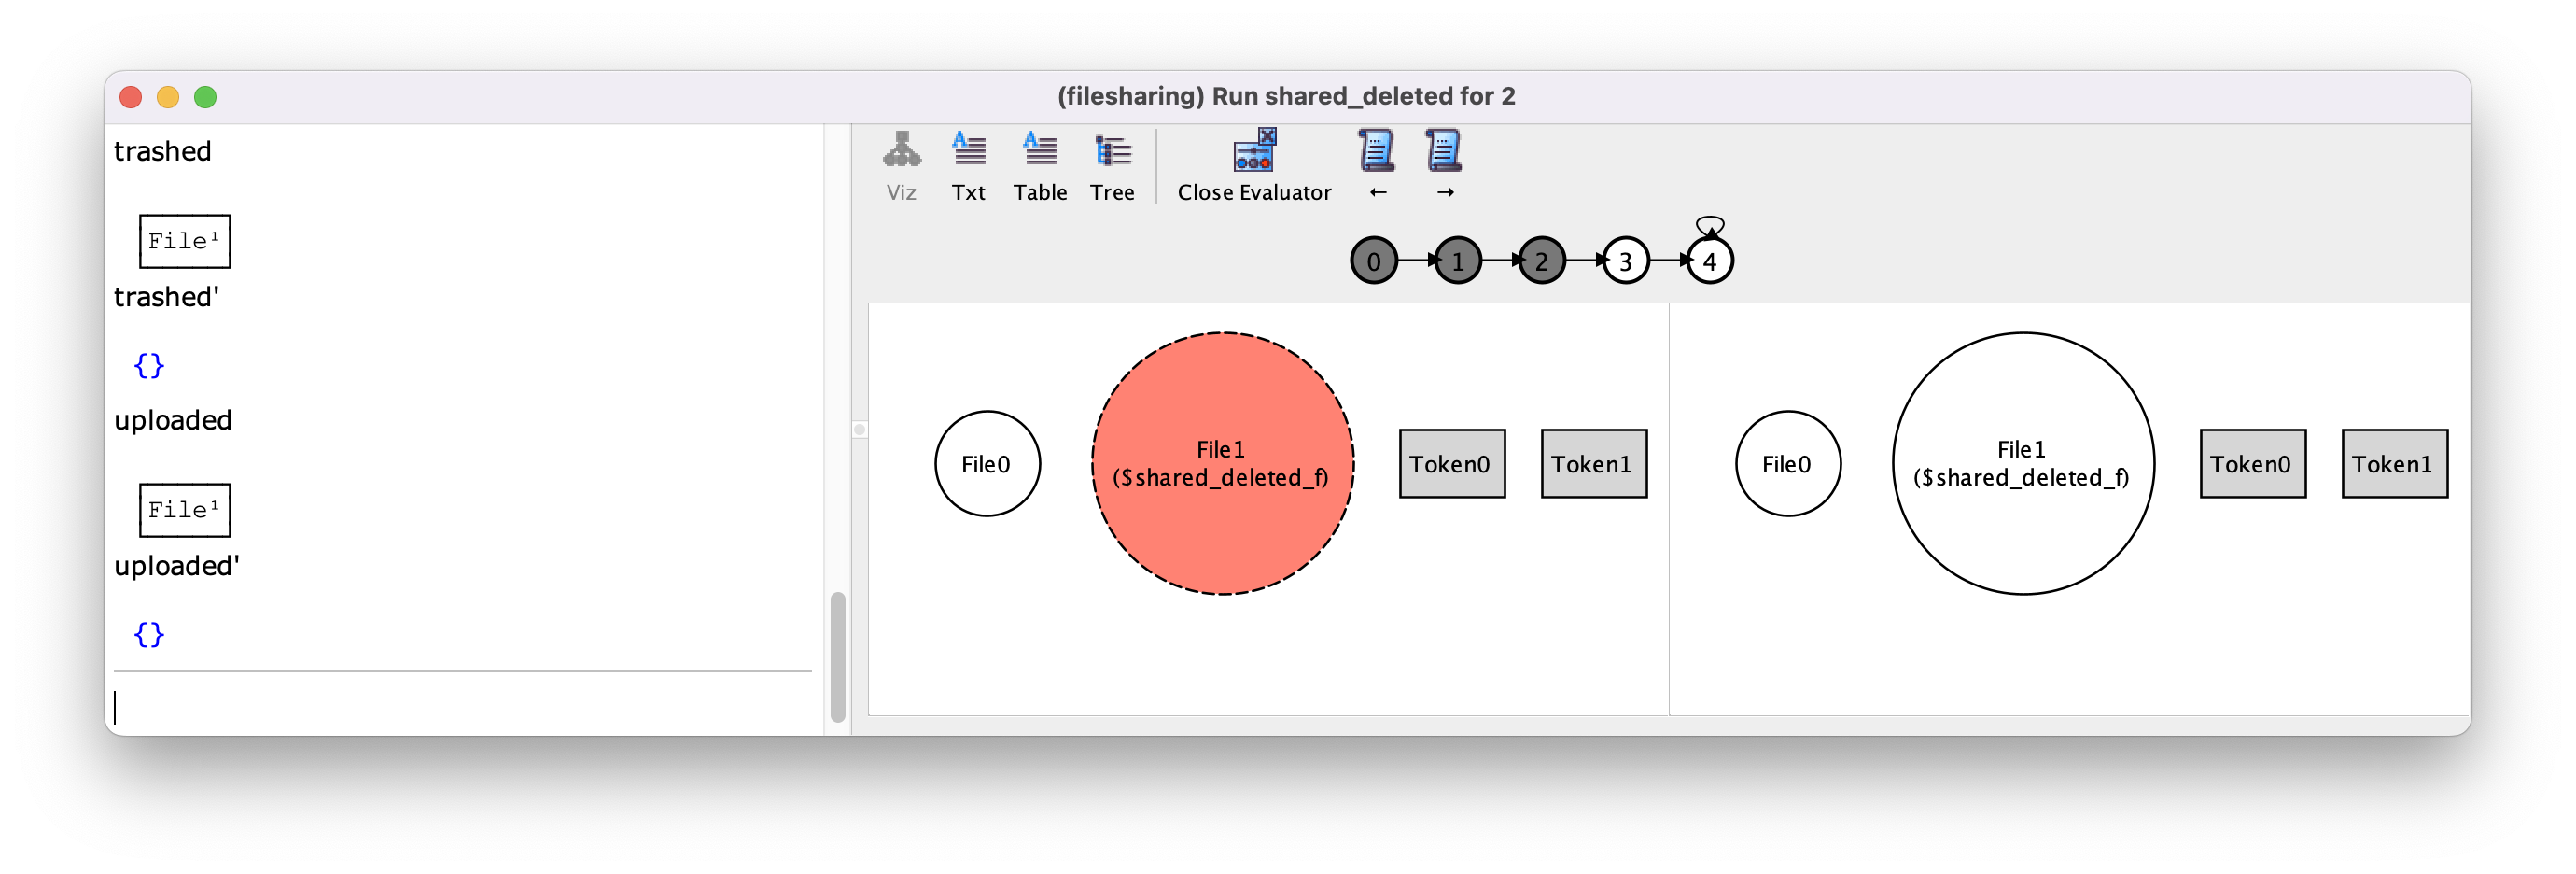 (filesharing) Run shared_deleted for 2
trashed
File¹
trashed'
{}
uploaded
File¹
uploaded'
{}
Viz
Txt
Table
Tree
Close Evaluator
←
→
0
1
2
3
4
File0
File1
($shared_deleted_f)
Token0
Token1
File0
File1
($shared_deleted_f)
Token0
Token1